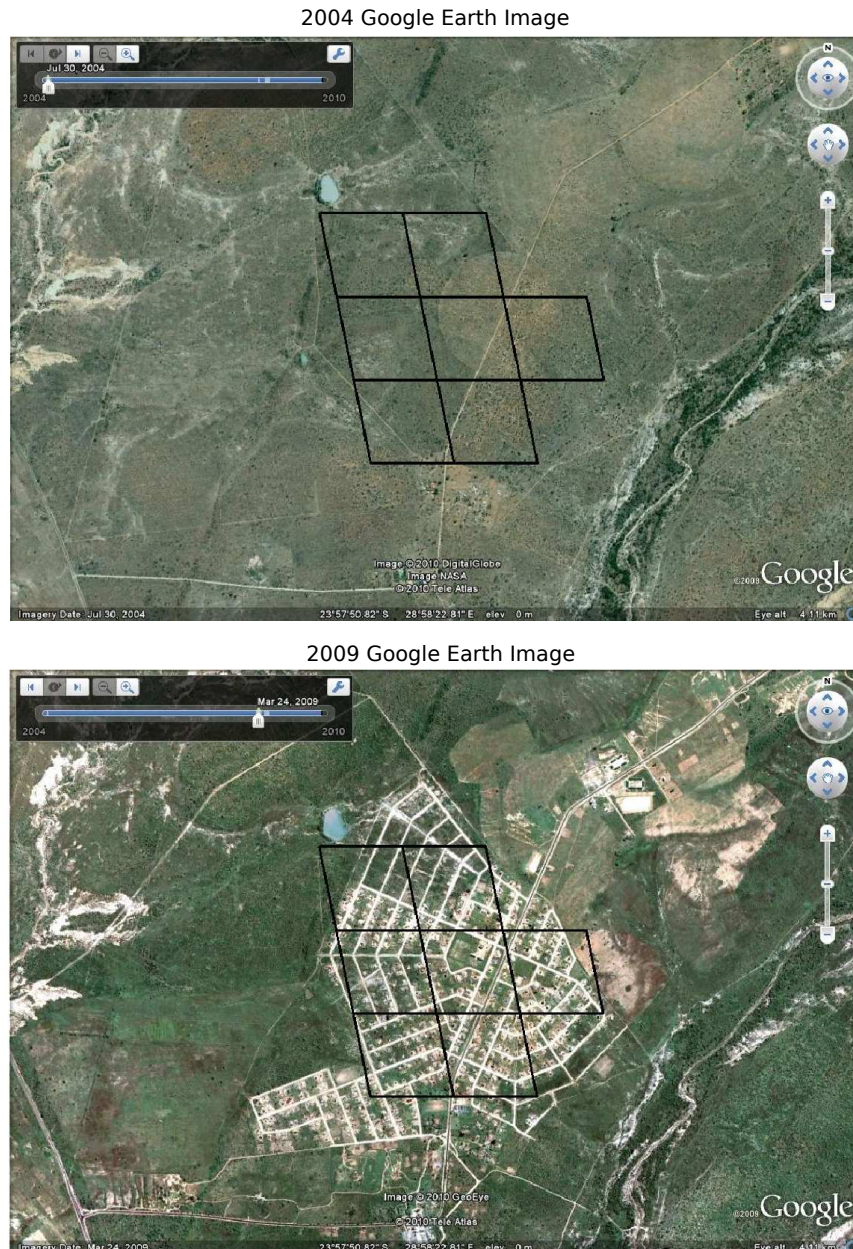 2004 Google Earth Image
Jul 30, 2004
2004
2010
N
Image © 2010 DigitalGlobe
Image NASA
© 2010 Tele Atlas
©2009 Google
Imagery Date: Jul 30, 2004
23°57'50.82" S
28°58'22.81" E
elev 0 m
Eye alt 4.11 km
2009 Google Earth Image
Mar 24, 2009
2004
2010
N
Image © 2010 GeoEye
© 2010 Tele Atlas
©2009 Google
Imagery Date: Mar 24, 2009
23°57'50.82" S
28°58'22.81" E
elev 0 m
Eye alt 4.11 km